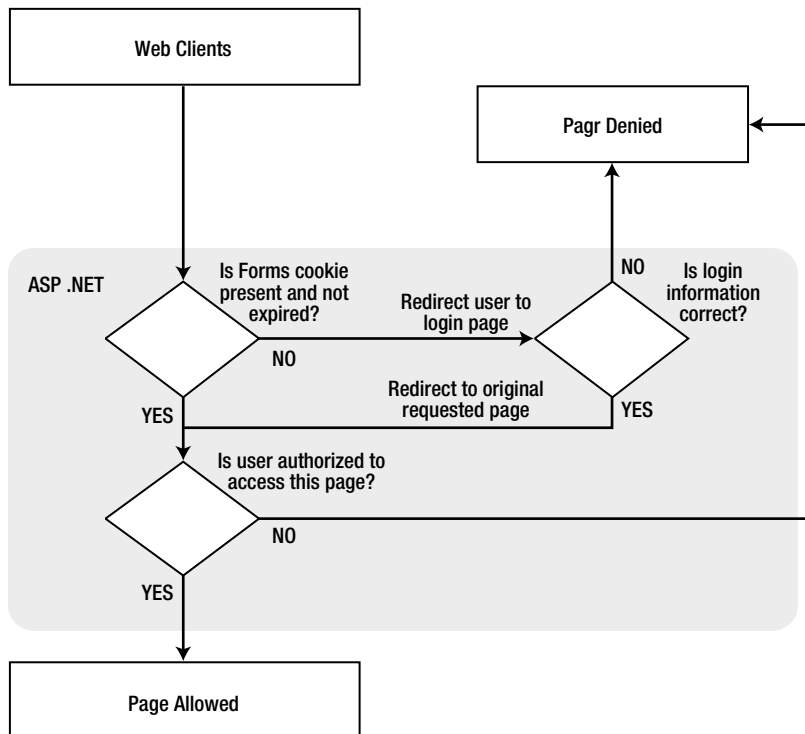 Web Clients
Pagr Denied
ASP .NET
Is Forms cookie
present and not
expired?
NO
Is login
information
correct?
Redirect user to
login page
NO
Redirect to original
requested page
YES
YES
Is user authorized to
access this page?
NO
YES
Page Allowed